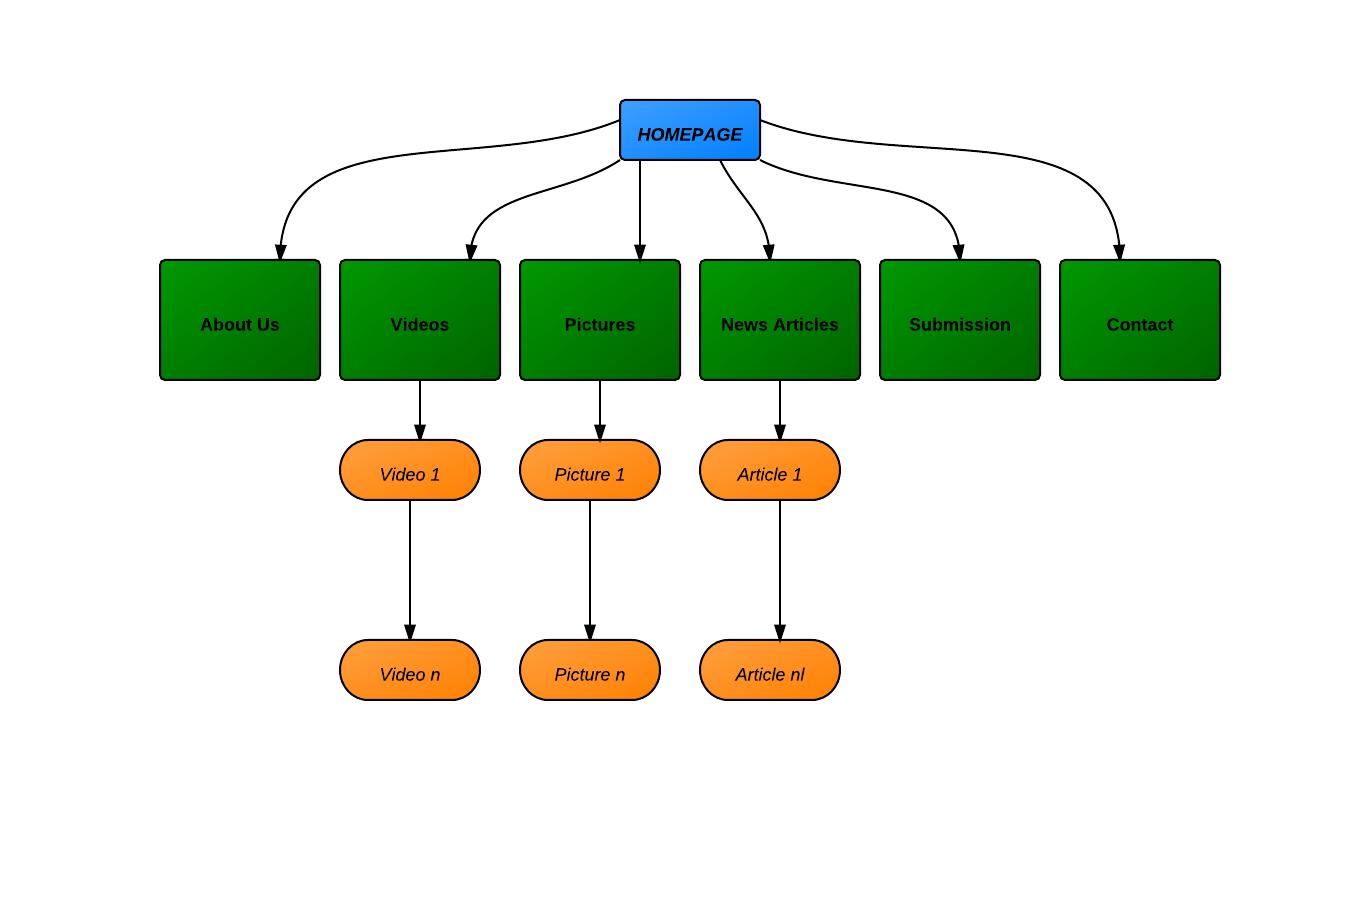 HOMEPAGE
About Us
Videos
Pictures
News Articles
Submission
Contact
Video 1
Picture 1
Article 1
Video n
Picture n
Article nl